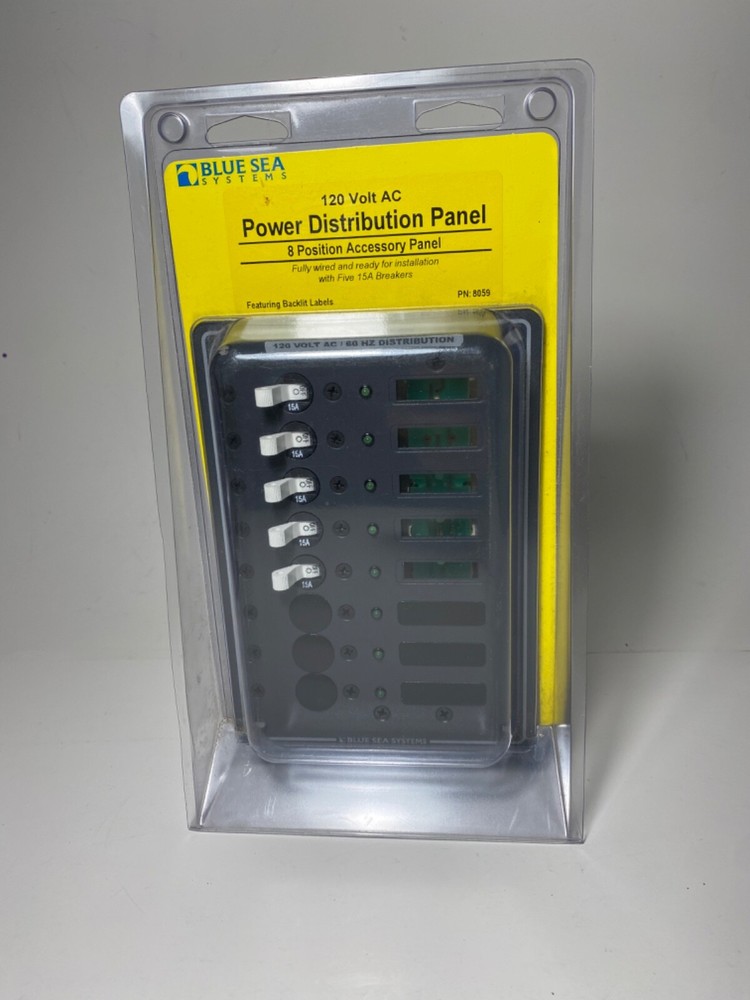 BLUE SEA
SYSTEMS
120 Volt AC
Power Distribution Panel
8 Position Accessory Panel
Fully wired and ready for installation
with Five 15A Breakers
Featuring Backlit Labels
PN: 8059
120 VOLT AC / 60 HZ DISTRIBUTION
15A
15A
15A
15A
15A
BLUE SEA SYSTEMS